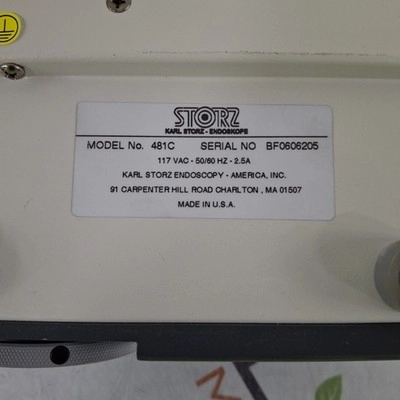 STORZ
KARL STORZ - ENDOSKOPE
MODEL No. 481C SERIAL NO BF0606205
117 VAC - 50/60 HZ - 2.5A
KARL STORZ ENDOSCOPY - AMERICA, INC.
91 CARPENTER HILL ROAD CHARLTON , MA 01507
MADE IN U.S.A.